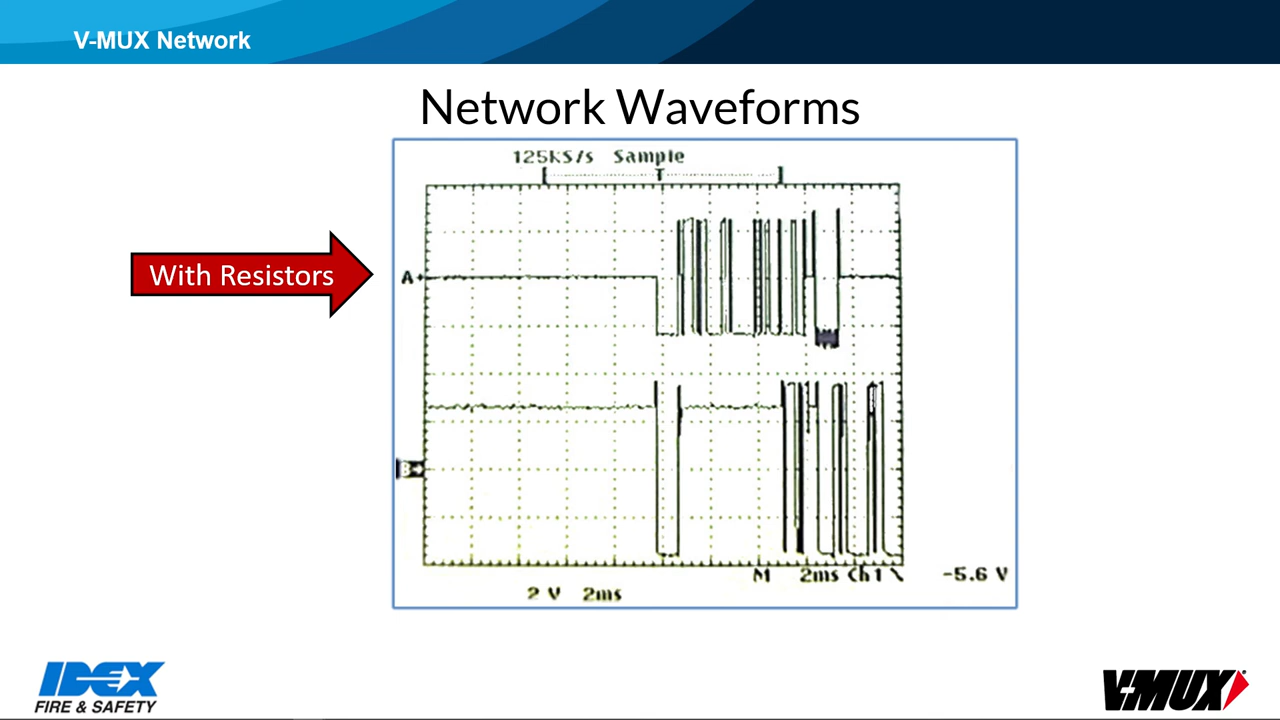 V-MUX Network
Network Waveforms
125KS/s Sample
With Resistors
A
M 2ms Ch1 -5.6 V
2 V 2ms
IDEX
FIRE & SAFETY
V-MUX